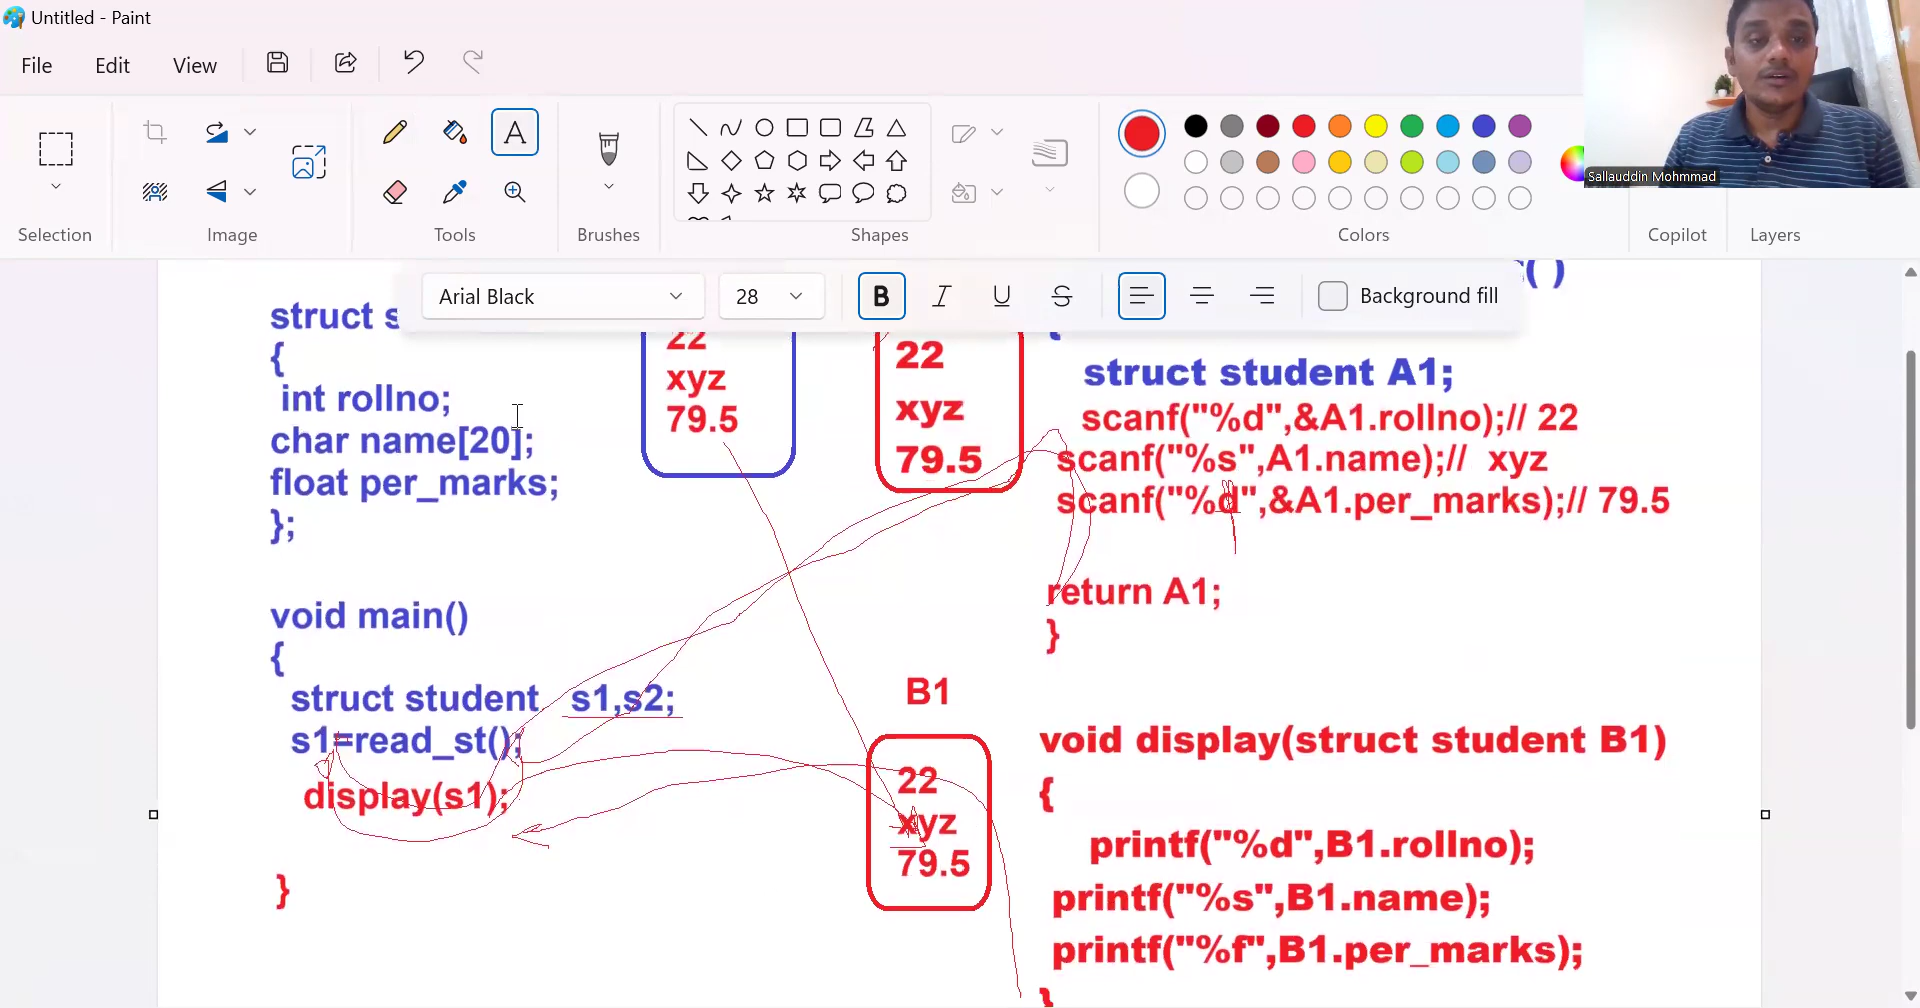 Untitled - Paint
File
Edit
View
Selection
Image
Tools
Brushes
Shapes
Colors
Copilot
Layers
Sallauddin Mohmmad
Arial Black
28
B
I
U
Background fill
struct s
{
int rollno;
char name[20];
float per_marks;
};
void main()
{
struct student s1,s2;
s1=read_st();
display(s1);
}
22
xyz
79.5
22
xyz
79.5
()
{
struct student A1;
scanf("%d",&A1.rollno);// 22
scanf("%s",A1.name);// xyz
scanf("%d",&A1.per_marks);// 79.5
return A1;
}
B1
22
xyz
79.5
void display(struct student B1)
{
printf("%d",B1.rollno);
printf("%s",B1.name);
printf("%f",B1.per_marks);
}